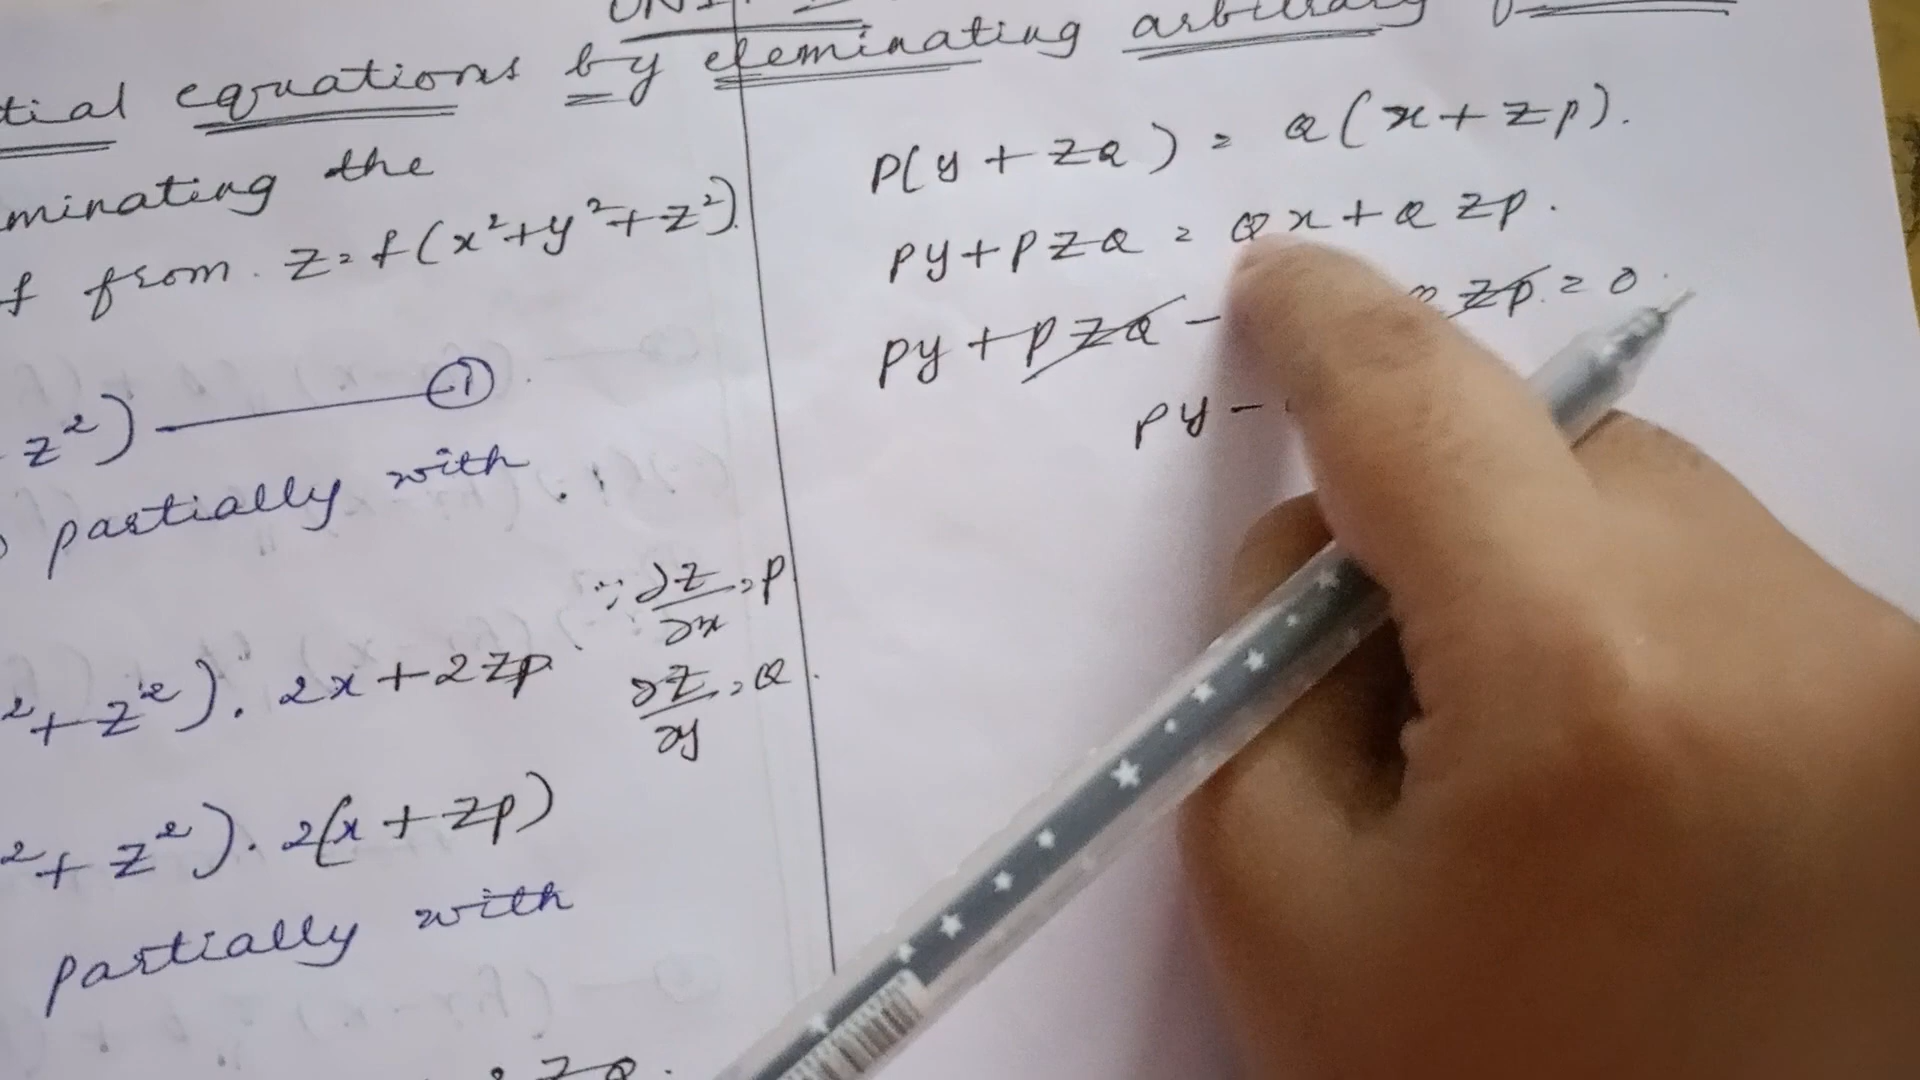 tial equations by eleminating arbitrary
minating the
f from. z = f(x²+y²+z²)
z²) ——— ①
partially with
²+z²). 2x+2zp ∵ ∂z/∂x = p
∂z/∂y = Q.
²+z²). 2(x+zp)
partially with
zQ.
P(y+zQ) = Q(x+zp).
py+pzQ = Qx+Qzp.
py+pzQ - zp = 0.
py -